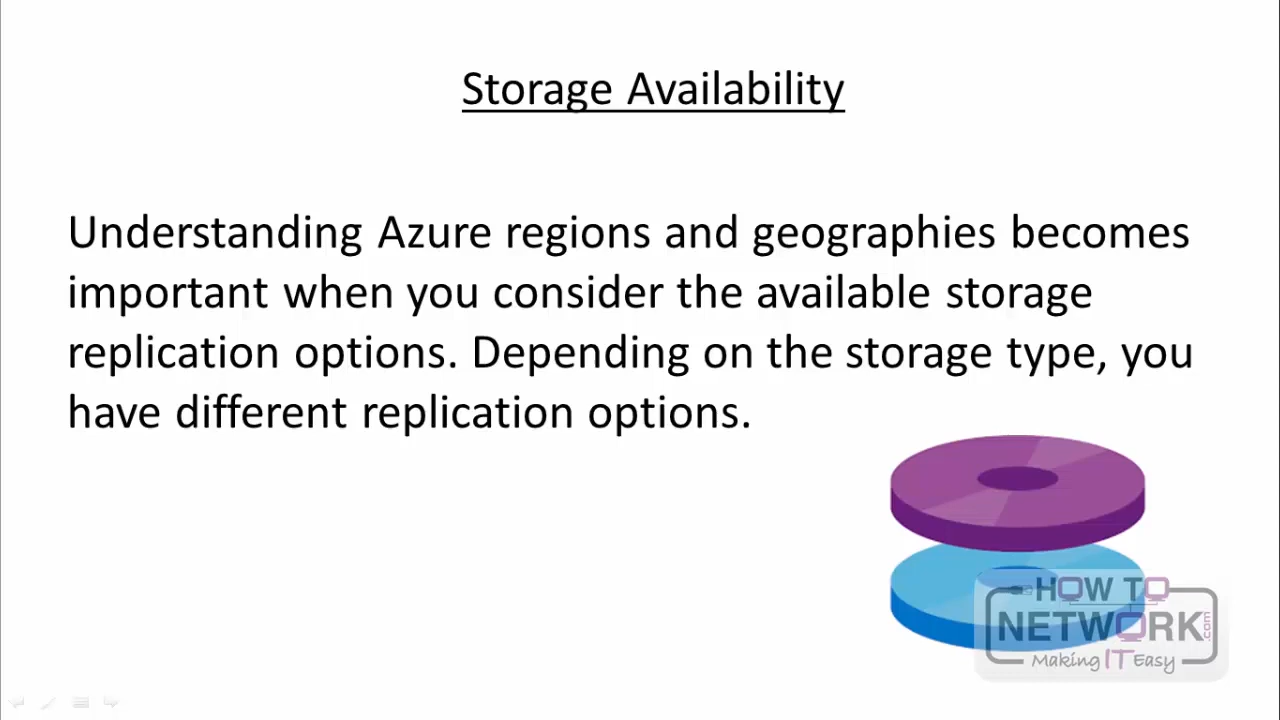 Storage Availability
Understanding Azure regions and geographies becomes
important when you consider the available storage
replication options. Depending on the storage type, you
have different replication options.
HOW TO
NETWORK.com
Making IT Easy